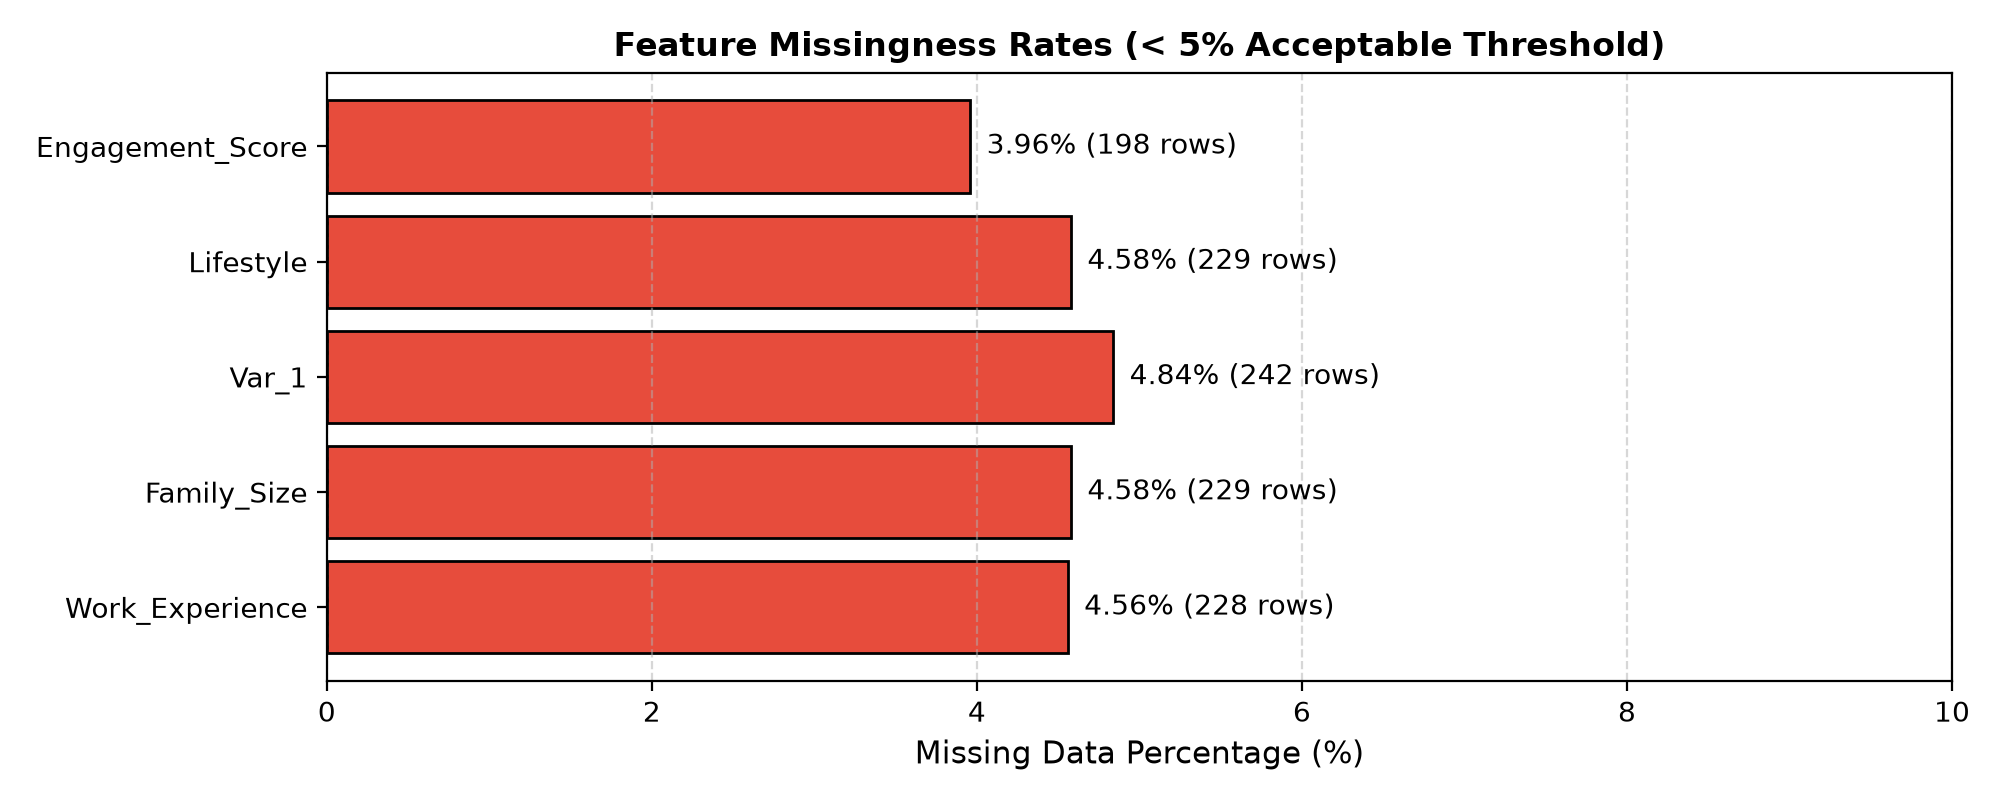 Feature Missingness Rates (< 5% Acceptable Threshold)
Engagement_Score
3.96% (198 rows)
Lifestyle
4.58% (229 rows)
Var_1
4.84% (242 rows)
Family_Size
4.58% (229 rows)
Work_Experience
4.56% (228 rows)
0 2 4 6 8 10
Missing Data Percentage (%)